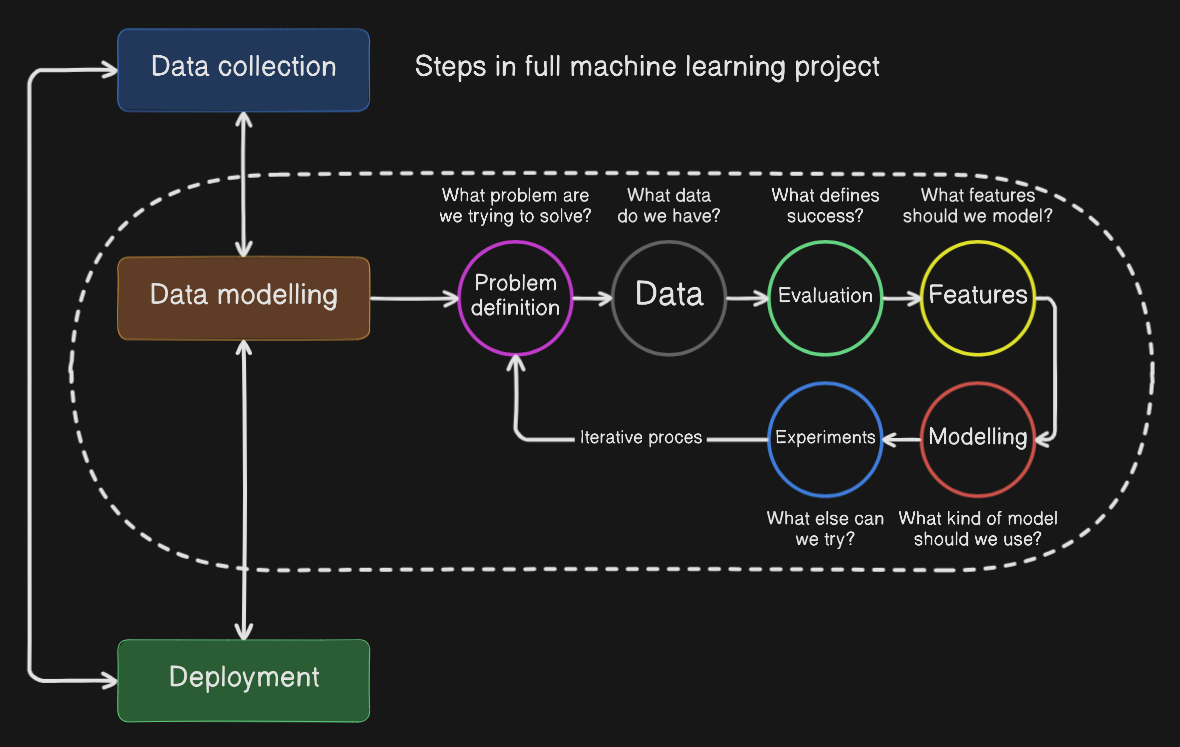 Data collection
Steps in full machine learning project
What problem are
we trying to solve?
What data
do we have?
What defines
success?
What features
should we model?
Data modelling
Problem
definition
Data
Evaluation
Features
Iterative proces
Experiments
Modelling
What else can
we try?
What kind of model
should we use?
Deployment